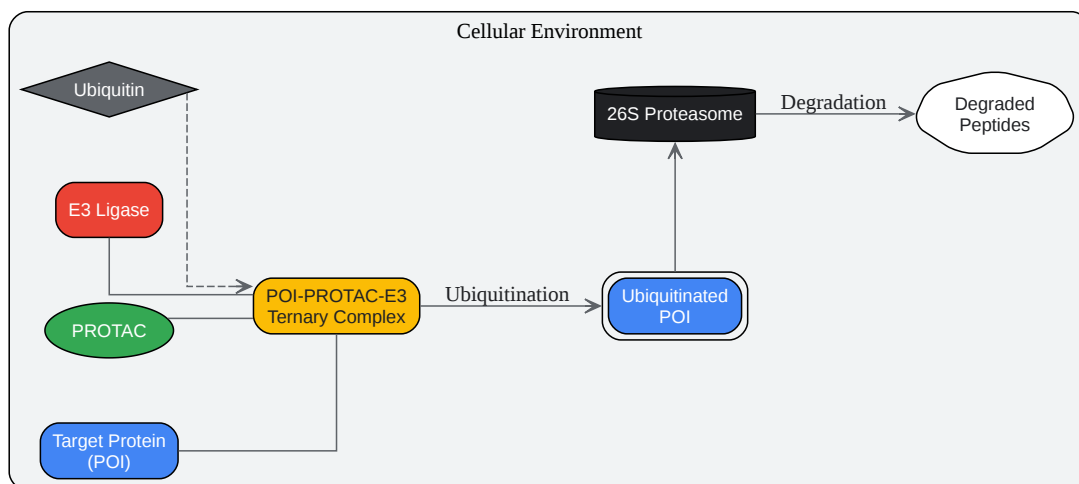 Cellular Environment
Ubiquitin
26S Proteasome
Degradation
Degraded
Peptides
E3 Ligase
POI-PROTAC-E3
Ternary Complex
Ubiquitination
Ubiquitinated
POI
PROTAC
Target Protein
(POI)